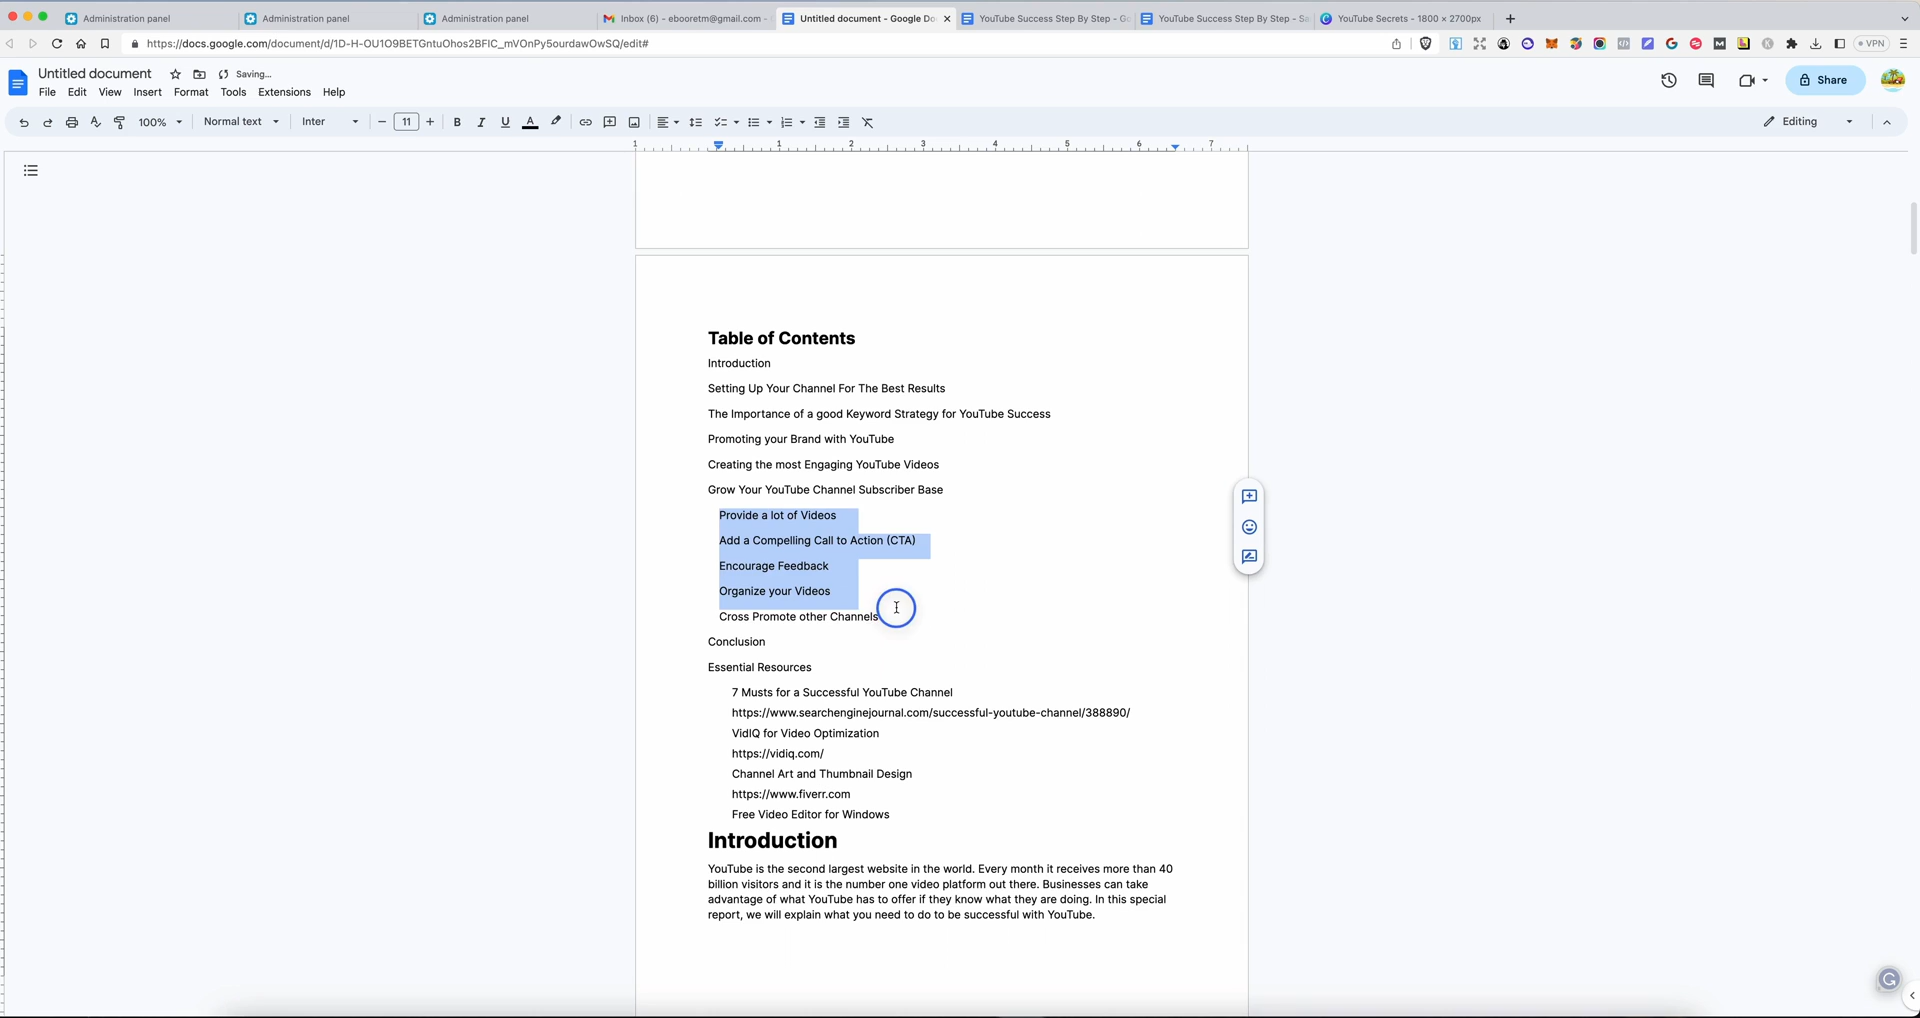 Administration panel
Administration panel
Administration panel
Inbox (6) - ebooretm@gmail.com -
Untitled document - Google Do
YouTube Success Step By Step - Go
YouTube Success Step By Step - Sa
YouTube Secrets - 1800 × 2700px
https://docs.google.com/document/d/1D-H-OU1O9BETGntuOhos2BFIC_mVOnPy5ourdawOwSQ/edit#
VPN
Untitled document
Saving...
File Edit View Insert Format Tools Extensions Help
Share
100% Normal text Inter 11 B I U A
Editing
1 1 2 3 4 5 6 7
Table of Contents
Introduction
Setting Up Your Channel For The Best Results
The Importance of a good Keyword Strategy for YouTube Success
Promoting your Brand with YouTube
Creating the most Engaging YouTube Videos
Grow Your YouTube Channel Subscriber Base
Provide a lot of Videos
Add a Compelling Call to Action (CTA)
Encourage Feedback
Organize your Videos
Cross Promote other Channels
Conclusion
Essential Resources
7 Musts for a Successful YouTube Channel
https://www.searchenginejournal.com/successful-youtube-channel/388890/
VidIQ for Video Optimization
https://vidiq.com/
Channel Art and Thumbnail Design
https://www.fiverr.com
Free Video Editor for Windows
Introduction
YouTube is the second largest website in the world. Every month it receives more than 40
billion visitors and it is the number one video platform out there. Businesses can take
advantage of what YouTube has to offer if they know what they are doing. In this special
report, we will explain what you need to do to be successful with YouTube.